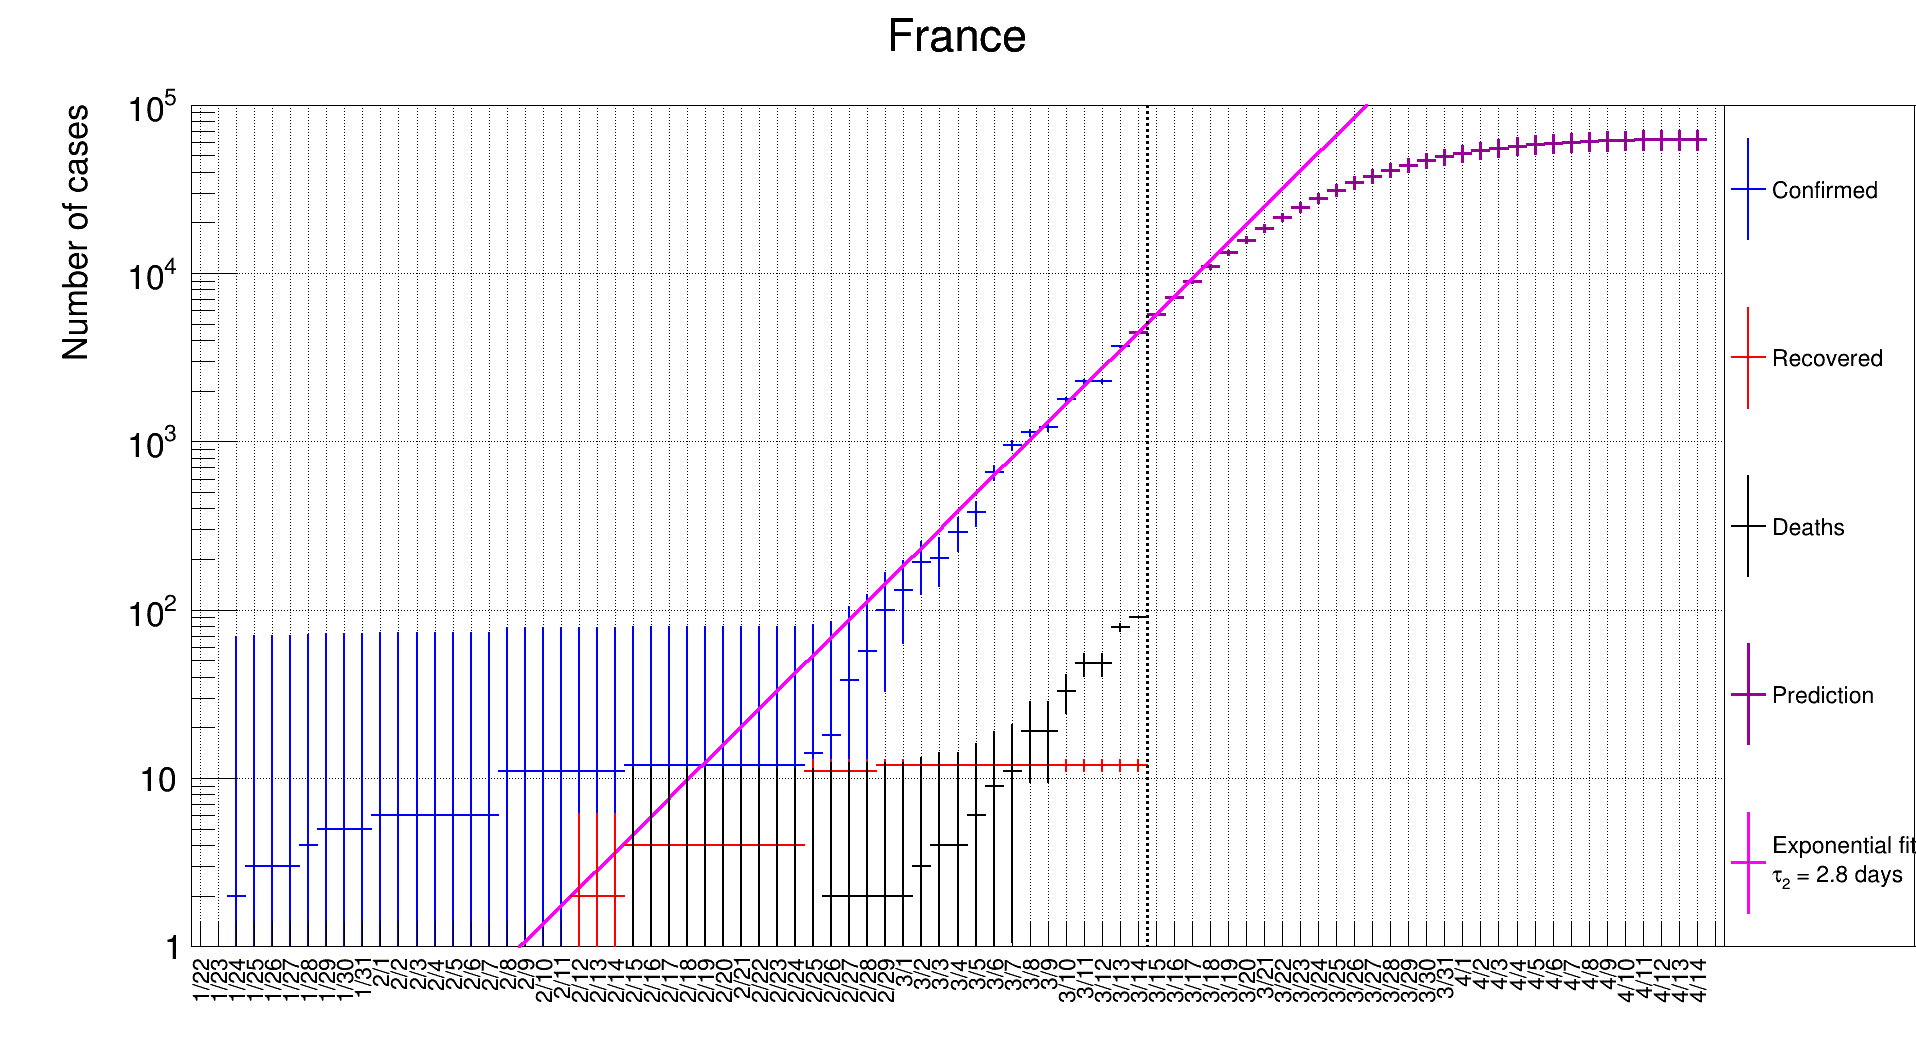 France
Number of cases
10^5
10^4
10^3
10^2
10
1
1/22 1/23 1/24 1/25 1/26 1/27 1/28 1/29 1/30 1/31 2/1 2/2 2/3 2/4 2/5 2/6 2/7 2/8 2/9 2/10 2/11 2/12 2/13 2/14 2/15 2/16 2/17 2/18 2/19 2/20 2/21 2/22 2/23 2/24 2/25 2/26 2/27 2/28 2/29 3/1 3/2 3/3 3/4 3/5 3/6 3/7 3/8 3/9 3/10 3/11 3/12 3/13 3/14 3/15 3/16 3/17 3/18 3/19 3/20 3/21 3/22 3/23 3/24 3/25 3/26 3/27 3/28 3/29 3/30 3/31 4/1 4/2 4/3 4/4 4/5 4/6 4/7 4/8 4/9 4/10 4/11 4/12 4/13 4/14
Confirmed
Recovered
Deaths
Prediction
Exponential fit
τ₂ = 2.8 days